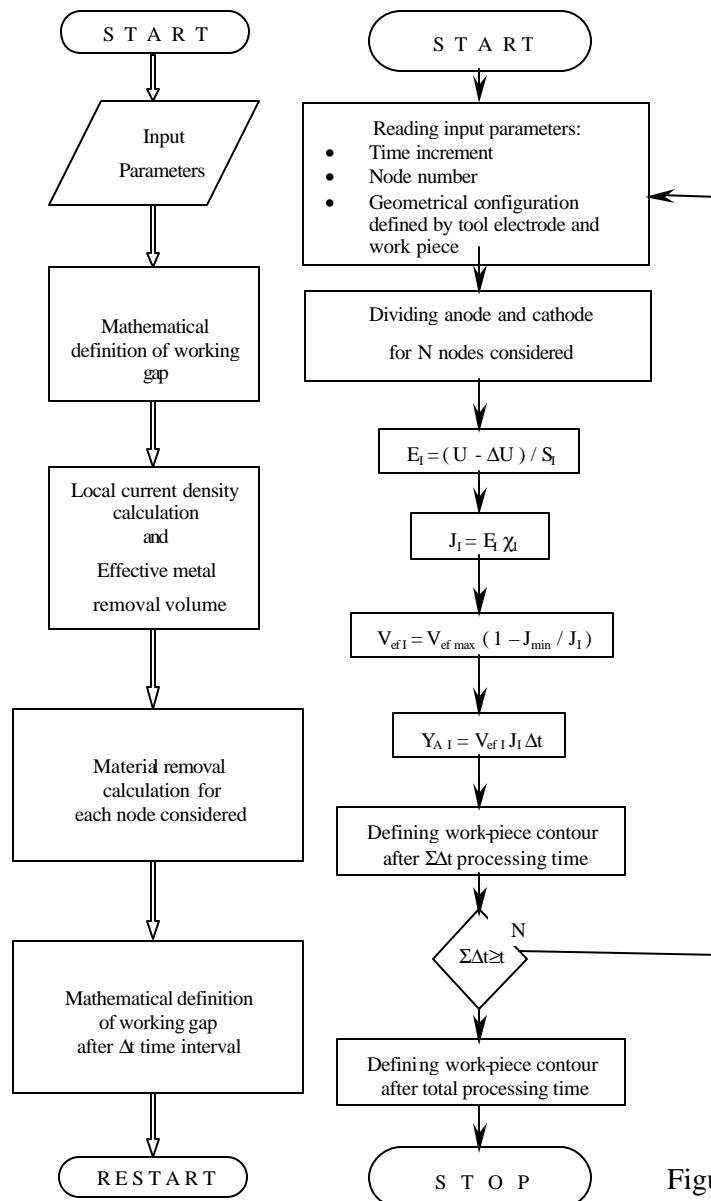 S T A R T
Input
Parameters
Mathematical
definition of working
gap
Local current density
calculation
and
Effective metal
removal volume
Material removal
calculation for
each node considered
Mathematical definition
of working gap
after Δt time interval
R E S T A R T
S T A R T
Reading input parameters:
• Time increment
• Node number
• Geometrical configuration
defined by tool electrode and
work piece
Dividing anode and cathode
for N nodes considered
E_I = ( U - ΔU ) / S_I
J_I = E_I χ_I
V_ef I = V_ef max ( 1 – J_min / J_I )
Y_A I = V_ef I J_I Δt
Defining work-piece contour
after ΣΔt processing time
N
ΣΔt≥t
Defining work-piece contour
after total processing time
S T O P
Figu